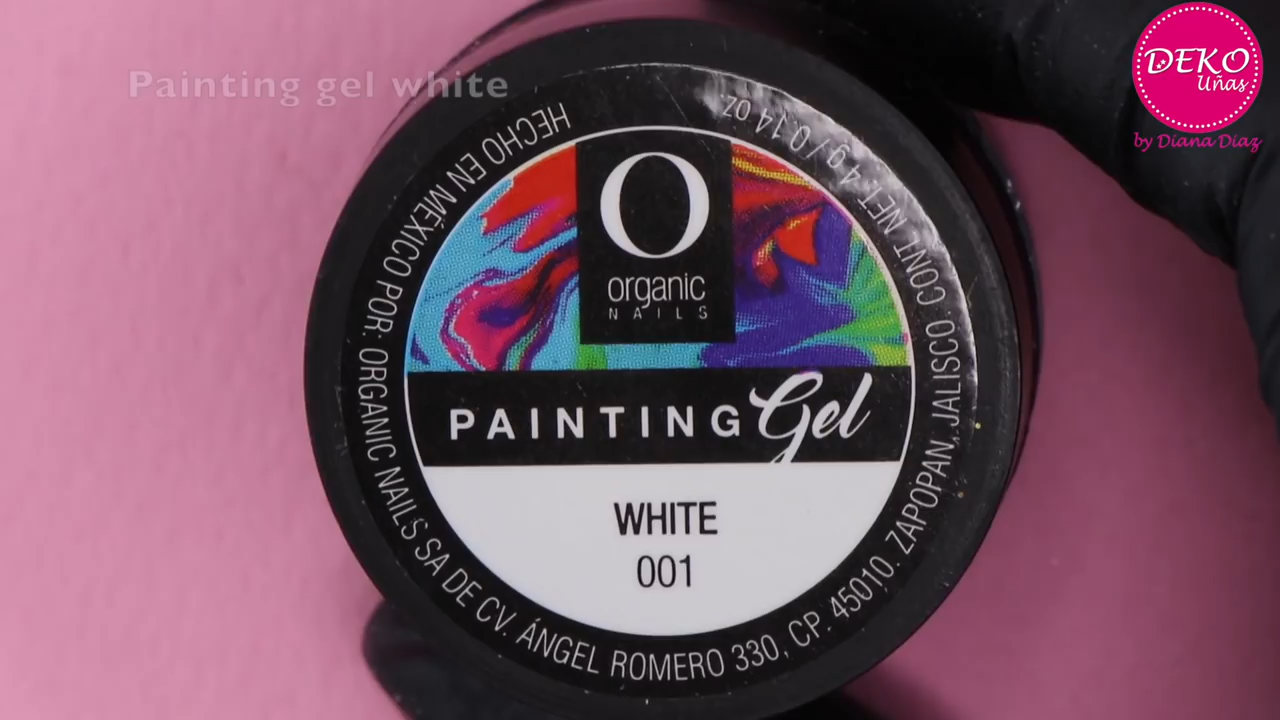 Painting gel white
DEKO
Uñas
by Diana Diaz
O
organic
NAILS
PAINTING Gel
WHITE
001
HECHO EN MÉXICO POR: ORGANIC NAILS SA DE CV. ÁNGEL ROMERO 330, CP. 45010. ZAPOPAN, JALISCO. CONT. NET. 4 g / 0.14 OZ